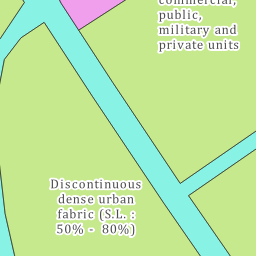 commercial,
public,
military and
private units
Discontinuous
dense urban
fabric (S.L. :
50% - 80%)